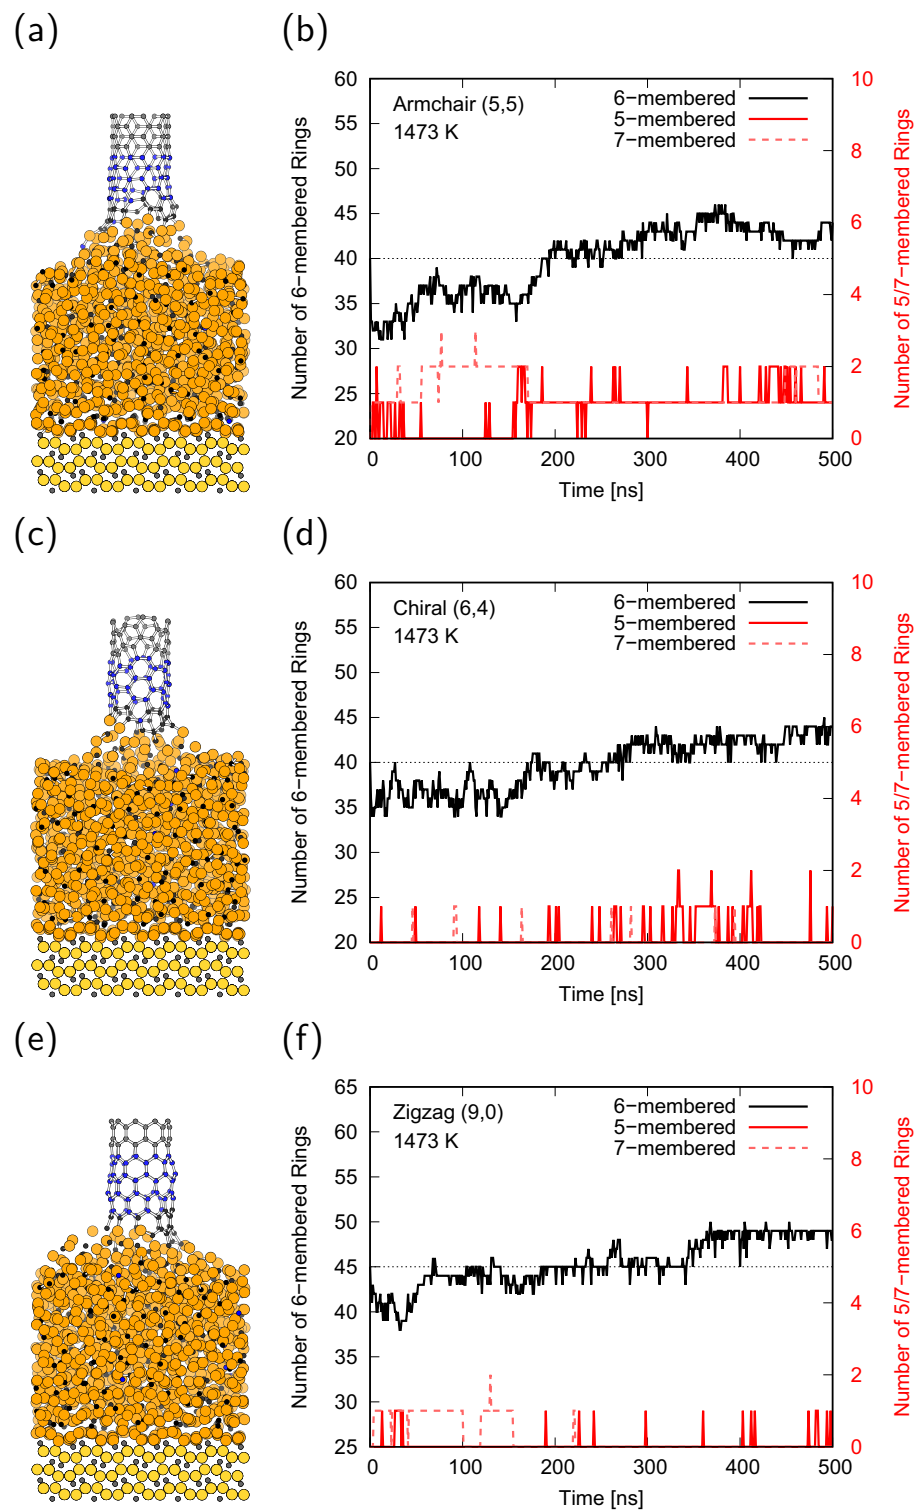 (a)
(b)
Number of 6−membered Rings
60
55
50
45
40
35
30
25
20
Armchair (5,5)
1473 K
6−membered
5−membered
7−membered
10
8
6
4
2
0
Number of 5/7−membered Rings
0 100 200 300 400 500
Time [ns]
(c)
(d)
Number of 6−membered Rings
60
55
50
45
40
35
30
25
20
Chiral (6,4)
1473 K
6−membered
5−membered
7−membered
10
8
6
4
2
0
Number of 5/7−membered Rings
0 100 200 300 400 500
Time [ns]
(e)
(f)
Number of 6−membered Rings
65
60
55
50
45
40
35
30
25
Zigzag (9,0)
1473 K
6−membered
5−membered
7−membered
10
8
6
4
2
0
Number of 5/7−membered Rings
0 100 200 300 400 500
Time [ns]